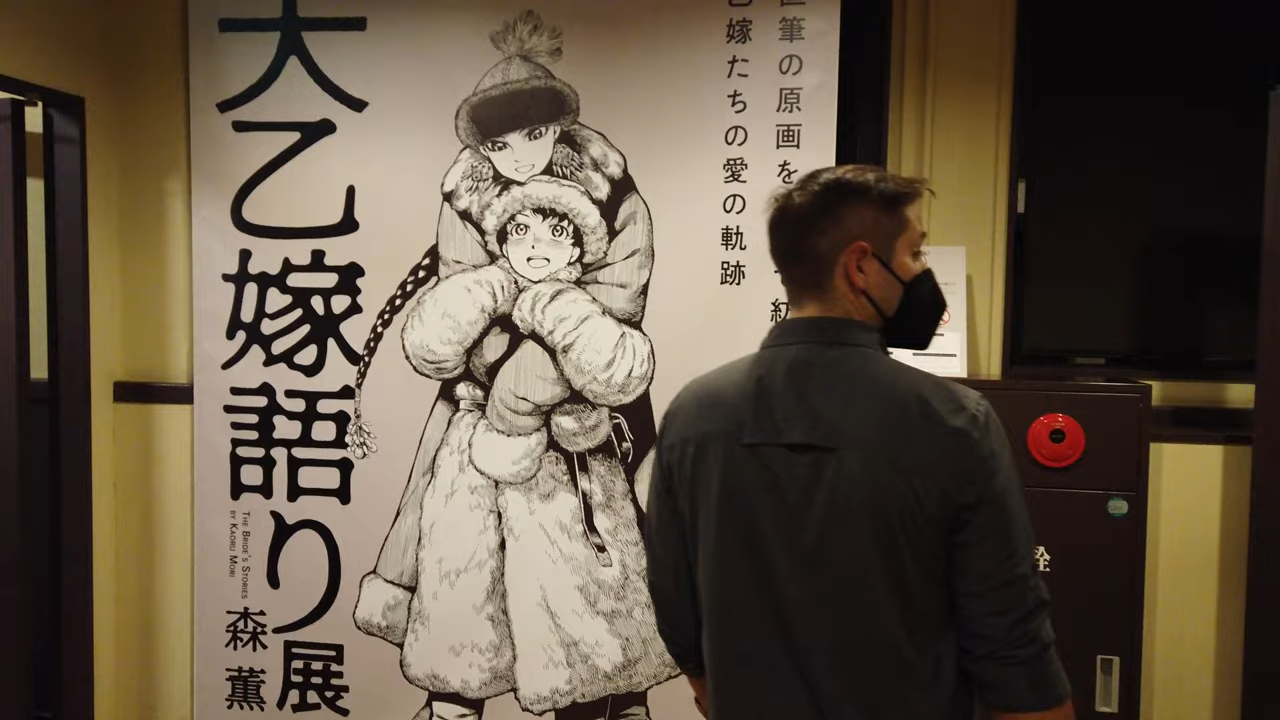 大乙嫁語り展
THE BRIDE'S STORIES
BY KAORU MORI
森 薫
筆の原画を
嫁たちの愛の軌跡
栓